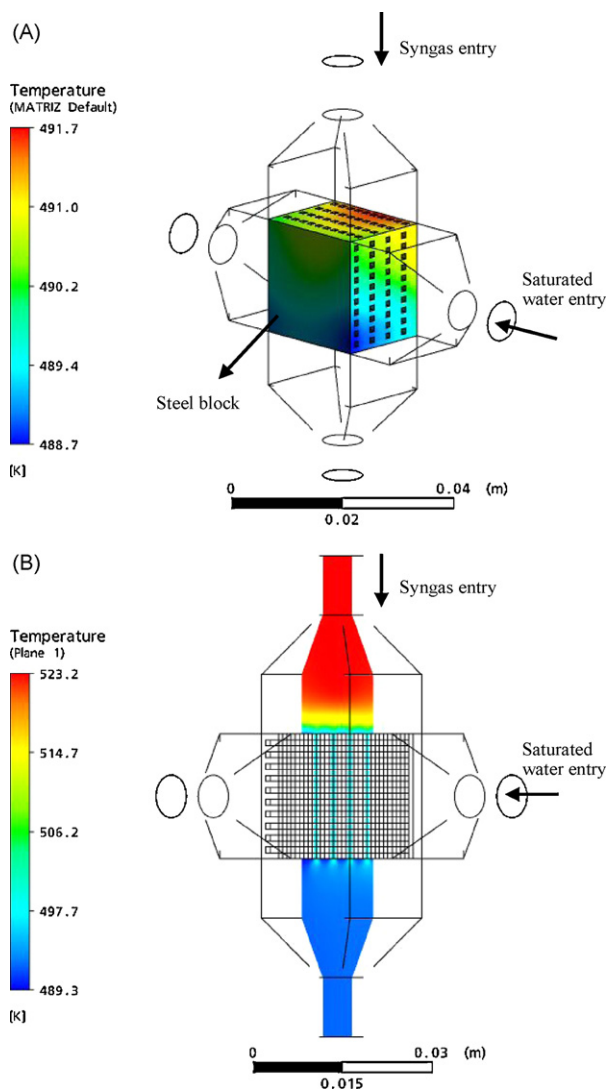 (A)
Syngas entry
Temperature
(MATRIZ Default)
491.7
491.0
490.2
489.4
488.7
[K]
Saturated
water entry
Steel block
0 0.04 (m)
0.02
(B)
Syngas entry
Temperature
(Plane 1)
523.2
514.7
506.2
497.7
489.3
[K]
Saturated
water entry
0 0.03 (m)
0.015